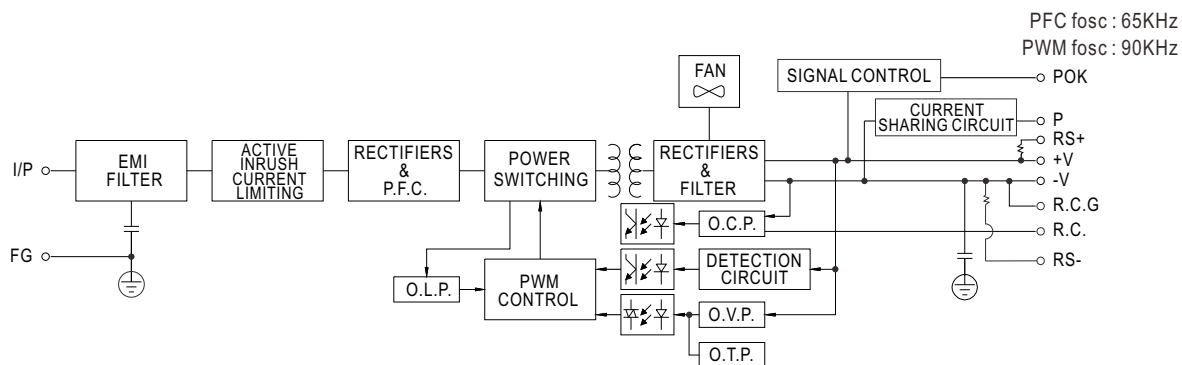 PFC fosc : 65KHz
PWM fosc : 90KHz
FAN
SIGNAL CONTROL
POK
CURRENT
SHARING CIRCUIT
P
RS+
I/P
EMI
FILTER
ACTIVE
INRUSH
CURRENT
LIMITING
RECTIFIERS
&
P.F.C.
POWER
SWITCHING
RECTIFIERS
&
FILTER
+V
-V
R.C.G
O.C.P.
R.C.
FG
DETECTION
CIRCUIT
RS-
O.L.P.
PWM
CONTROL
O.V.P.
O.T.P.